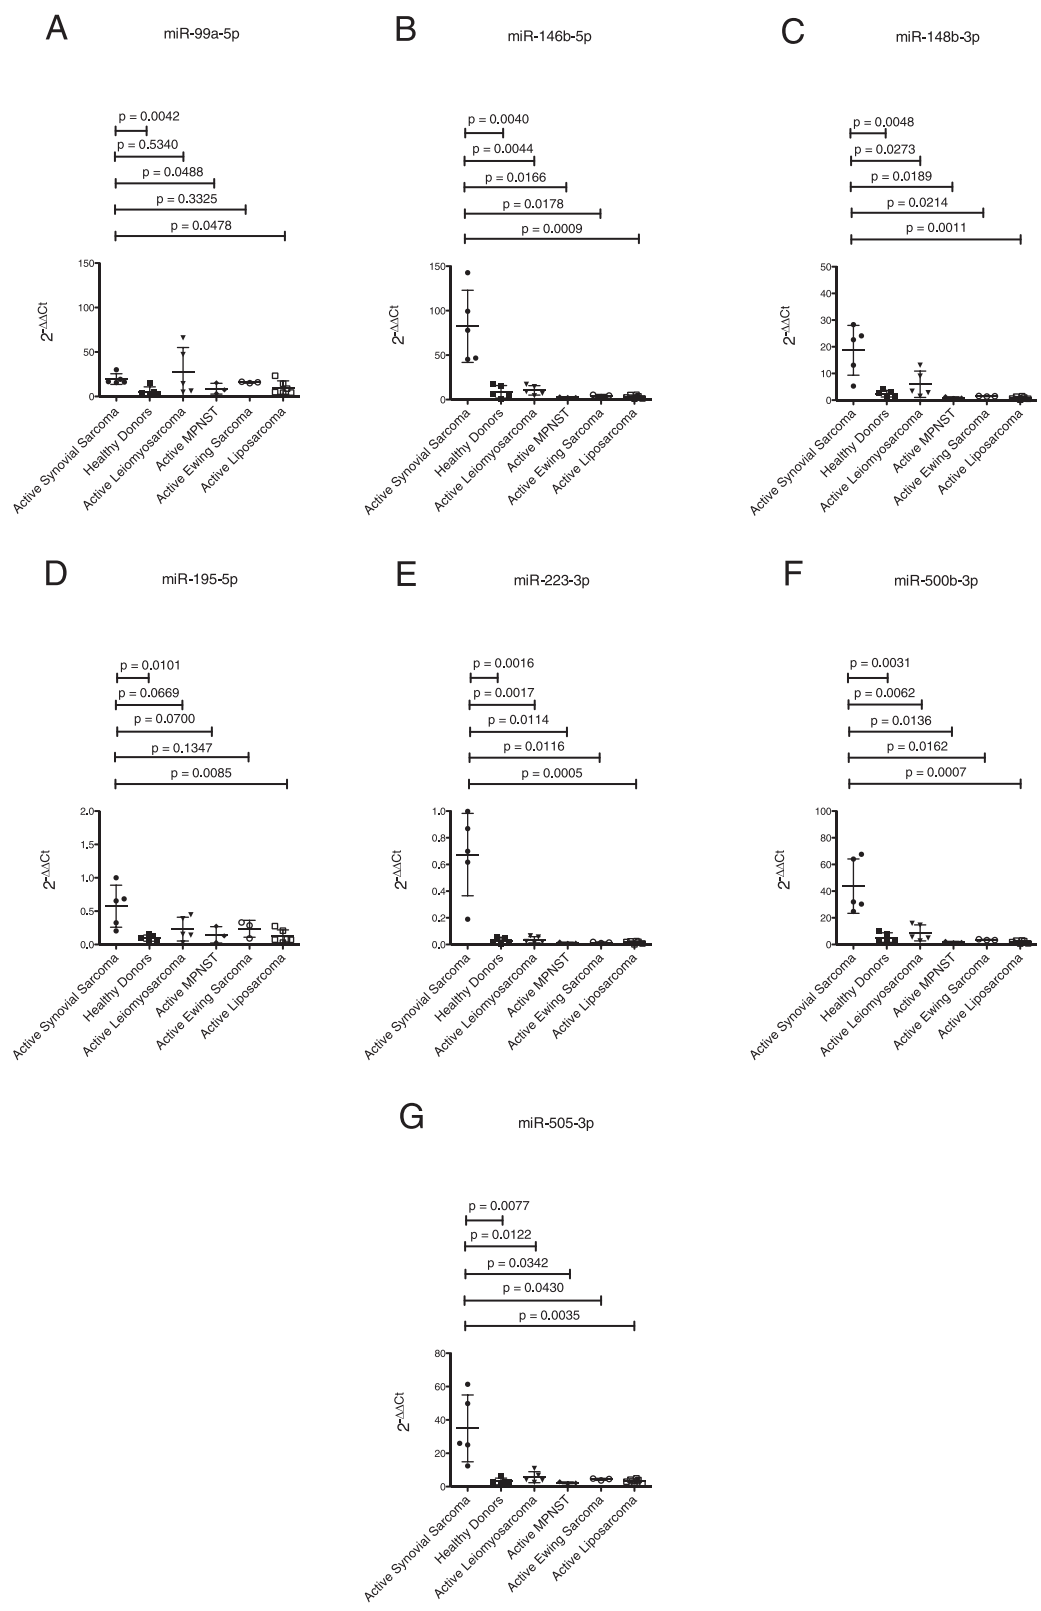 A
miR-99a-5p
p = 0.0042
p = 0.5340
p = 0.0488
p = 0.3325
p = 0.0478
2-ΔΔCt
150
100
50
0
Active Synovial Sarcoma
Healthy Donors
Active Leiomyosarcoma
Active MPNST
Active Ewing Sarcoma
Active Liposarcoma
B
miR-146b-5p
p = 0.0040
p = 0.0044
p = 0.0166
p = 0.0178
p = 0.0009
2-ΔΔCt
150
100
50
0
Active Synovial Sarcoma
Healthy Donors
Active Leiomyosarcoma
Active MPNST
Active Ewing Sarcoma
Active Liposarcoma
C
miR-148b-3p
p = 0.0048
p = 0.0273
p = 0.0189
p = 0.0214
p = 0.0011
2-ΔΔCt
50
40
30
20
10
0
Active Synovial Sarcoma
Healthy Donors
Active Leiomyosarcoma
Active MPNST
Active Ewing Sarcoma
Active Liposarcoma
D
miR-195-5p
p = 0.0101
p = 0.0669
p = 0.0700
p = 0.1347
p = 0.0085
2-ΔΔCt
2.0
1.5
1.0
0.5
0.0
Active Synovial Sarcoma
Healthy Donors
Active Leiomyosarcoma
Active MPNST
Active Ewing Sarcoma
Active Liposarcoma
E
miR-223-3p
p = 0.0016
p = 0.0017
p = 0.0114
p = 0.0116
p = 0.0005
2-ΔΔCt
1.0
0.8
0.6
0.4
0.2
0.0
Active Synovial Sarcoma
Healthy Donors
Active Leiomyosarcoma
Active MPNST
Active Ewing Sarcoma
Active Liposarcoma
F
miR-500b-3p
p = 0.0031
p = 0.0062
p = 0.0136
p = 0.0162
p = 0.0007
2-ΔΔCt
100
80
60
40
20
0
Active Synovial Sarcoma
Healthy Donors
Active Leiomyosarcoma
Active MPNST
Active Ewing Sarcoma
Active Liposarcoma
G
miR-505-3p
p = 0.0077
p = 0.0122
p = 0.0342
p = 0.0430
p = 0.0035
2-ΔΔCt
80
60
40
20
0
Active Synovial Sarcoma
Healthy Donors
Active Leiomyosarcoma
Active MPNST
Active Ewing Sarcoma
Active Liposarcoma